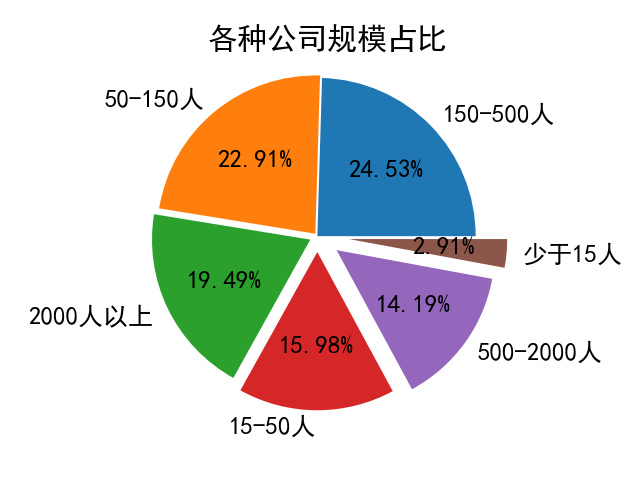 各种公司规模占比
50-150人
150-500人
22.91%
24.53%
2.91%
少于15人
19.49%
14.19%
2000人以上
15.98%
500-2000人
15-50人